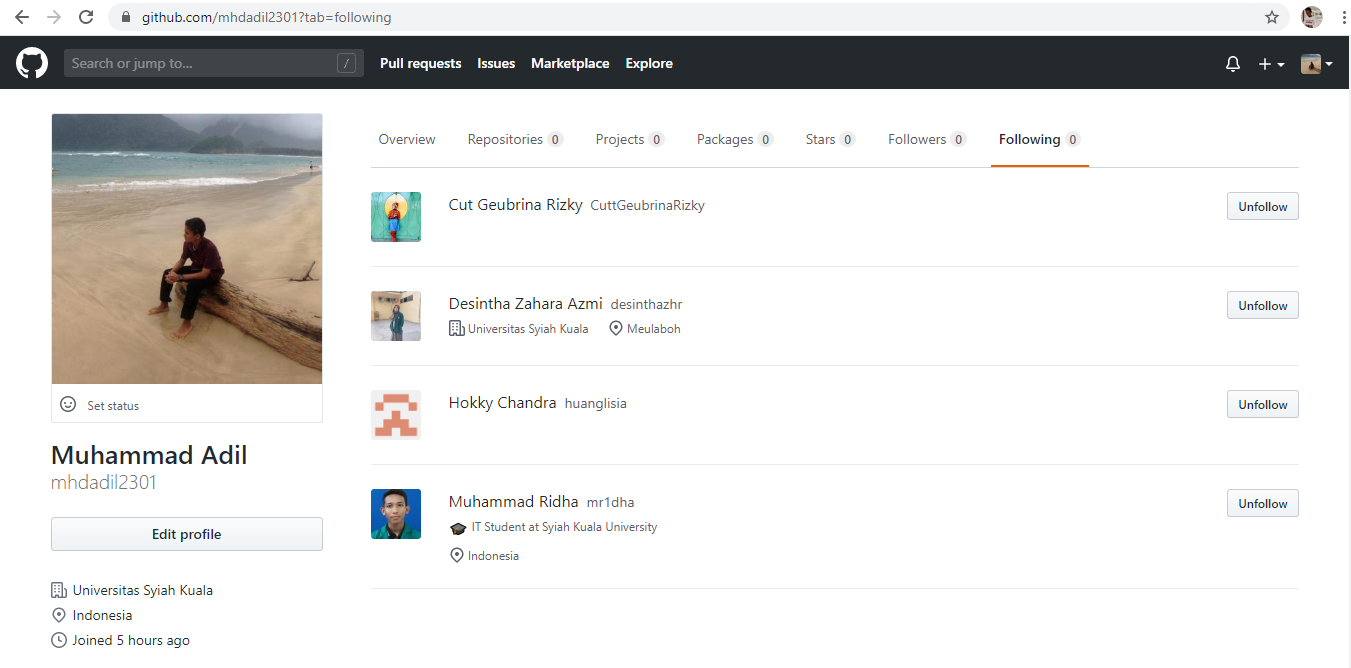 github.com/mhdadil2301?tab=following
Search or jump to... /
Pull requests Issues Marketplace Explore
Overview Repositories 0 Projects 0 Packages 0 Stars 0 Followers 0 Following 0
Cut Geubrina Rizky CuttGeubrinaRizky
Unfollow
Desintha Zahara Azmi desinthazhr
Universitas Syiah Kuala Meulaboh
Unfollow
Hokky Chandra huanglisia
Unfollow
Muhammad Ridha mr1dha
IT Student at Syiah Kuala University
Indonesia
Unfollow
Set status
Muhammad Adil
mhdadil2301
Edit profile
Universitas Syiah Kuala
Indonesia
Joined 5 hours ago